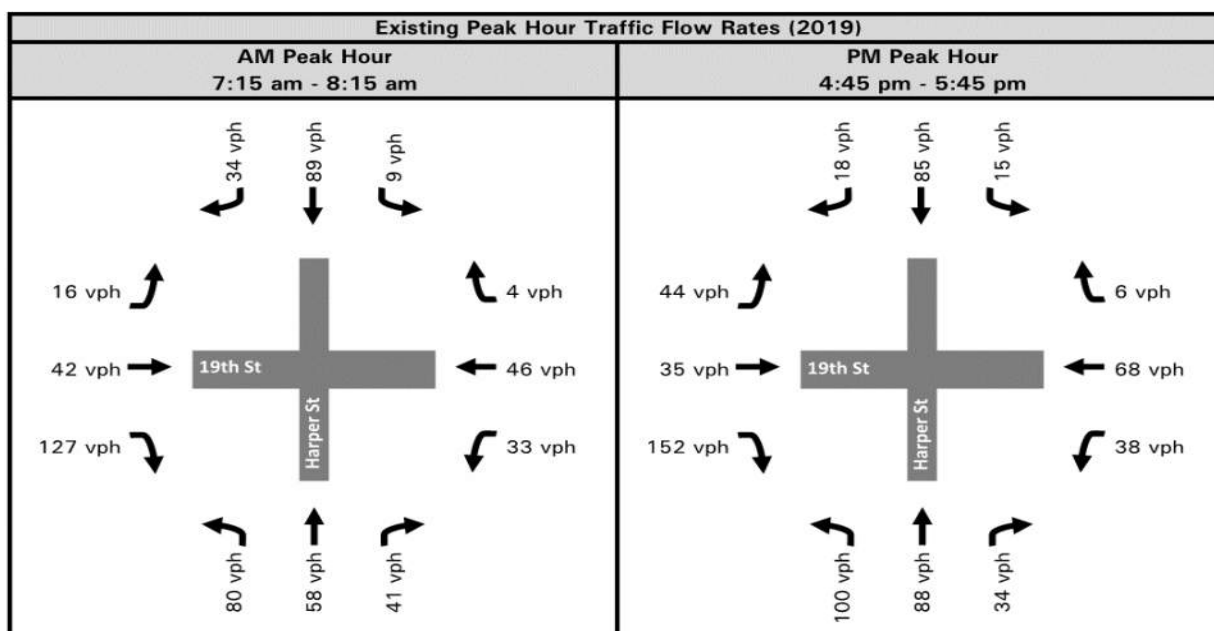 Existing Peak Hour Traffic Flow Rates (2019)
AM Peak Hour
7:15 am - 8:15 am
34 vph
89 vph
9 vph
16 vph
4 vph
42 vph
19th St
46 vph
127 vph
Harper St
33 vph
80 vph
58 vph
41 vph
PM Peak Hour
4:45 pm - 5:45 pm
18 vph
85 vph
15 vph
44 vph
6 vph
35 vph
19th St
68 vph
152 vph
Harper St
38 vph
100 vph
88 vph
34 vph